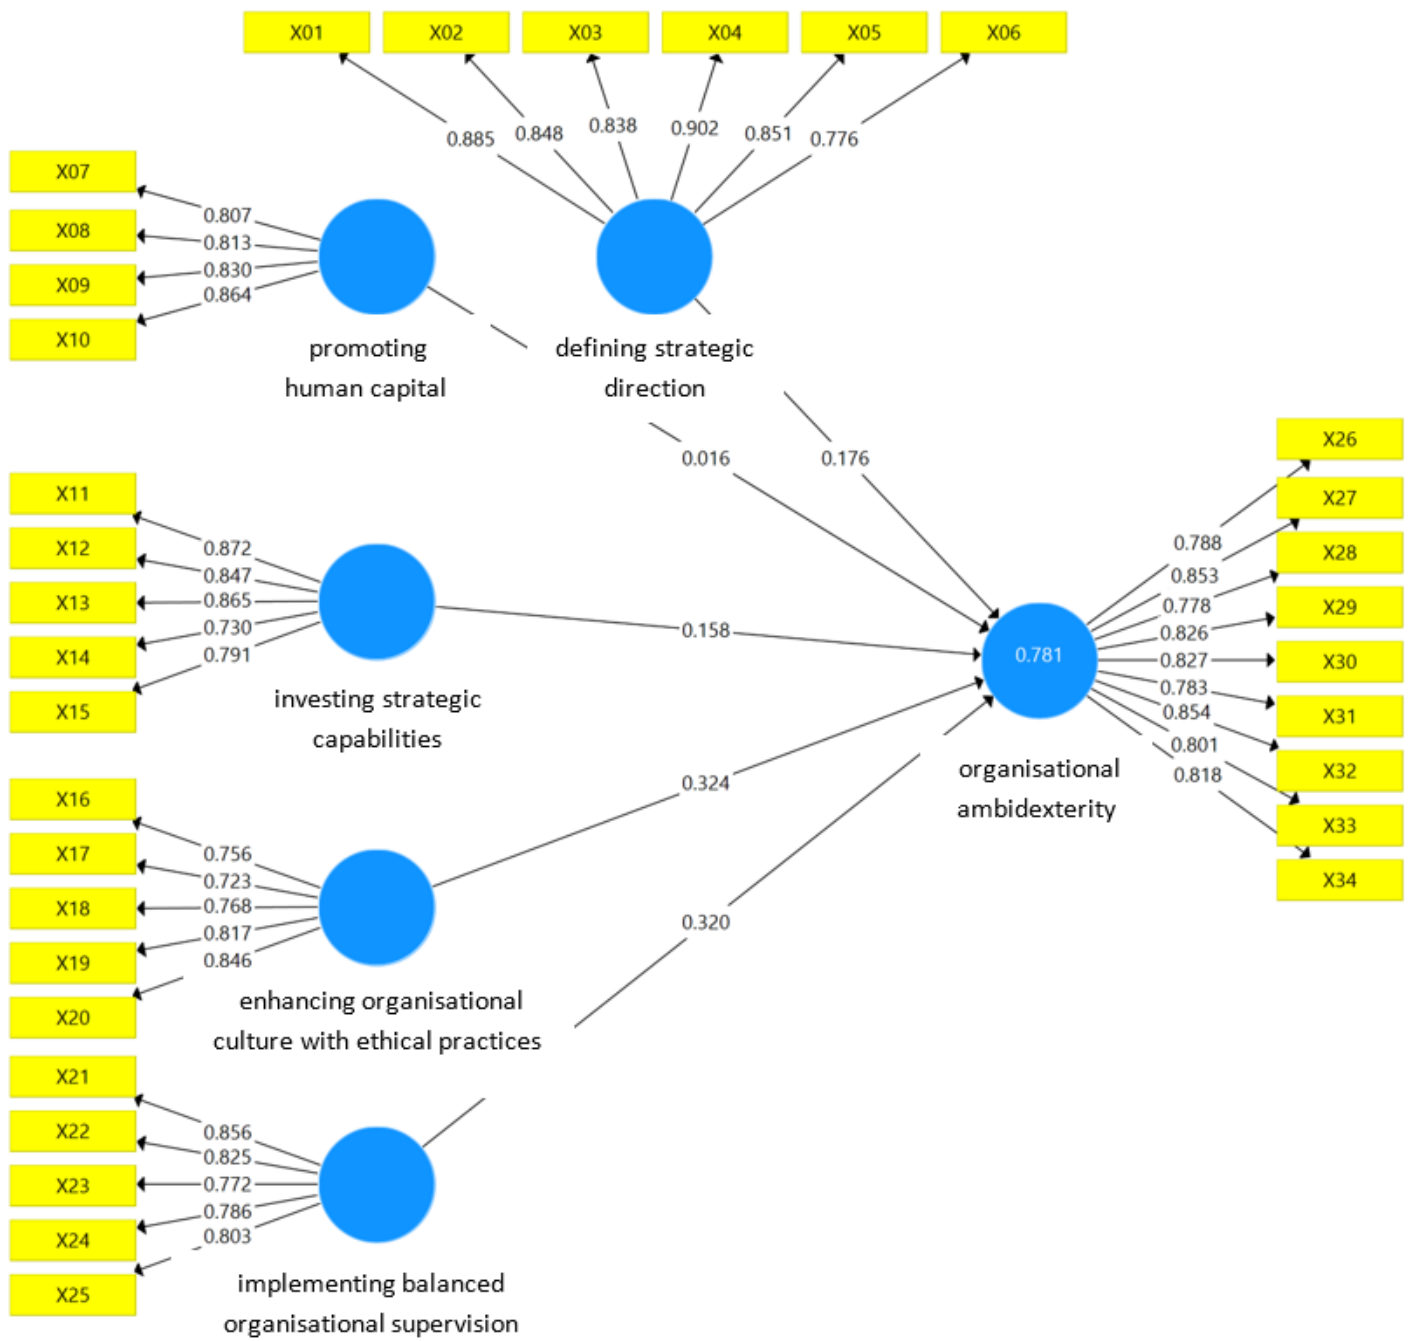 X01 X02 X03 X04 X05 X06
0.885 0.848 0.838 0.902 0.851 0.776
X07
X08
X09
X10
0.807
0.813
0.830
0.864
promoting
human capital
defining strategic
direction
0.016
0.176
X11
X12
X13
X14
X15
0.872
0.847
0.865
0.730
0.791
investing strategic
capabilities
0.158
X16
X17
X18
X19
X20
0.756
0.723
0.768
0.817
0.846
enhancing organisational
culture with ethical practices
0.324
X21
X22
X23
X24
X25
0.856
0.825
0.772
0.786
0.803
implementing balanced
organisational supervision
0.320
0.781
organisational
ambidexterity
0.788
0.853
0.778
0.826
0.827
0.783
0.854
0.801
0.818
X26
X27
X28
X29
X30
X31
X32
X33
X34